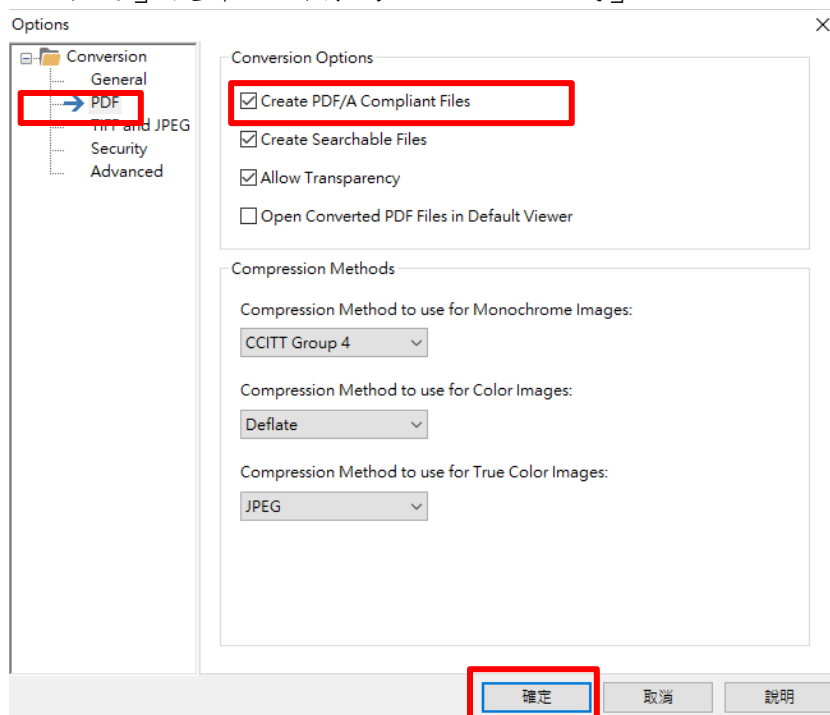 Options
Conversion
General
PDF
TIFF and JPEG
Security
Advanced
Conversion Options
Create PDF/A Compliant Files
Create Searchable Files
Allow Transparency
Open Converted PDF Files in Default Viewer
Compression Methods
Compression Method to use for Monochrome Images:
CCITT Group 4
Compression Method to use for Color Images:
Deflate
Compression Method to use for True Color Images:
JPEG
確定
取消
說明